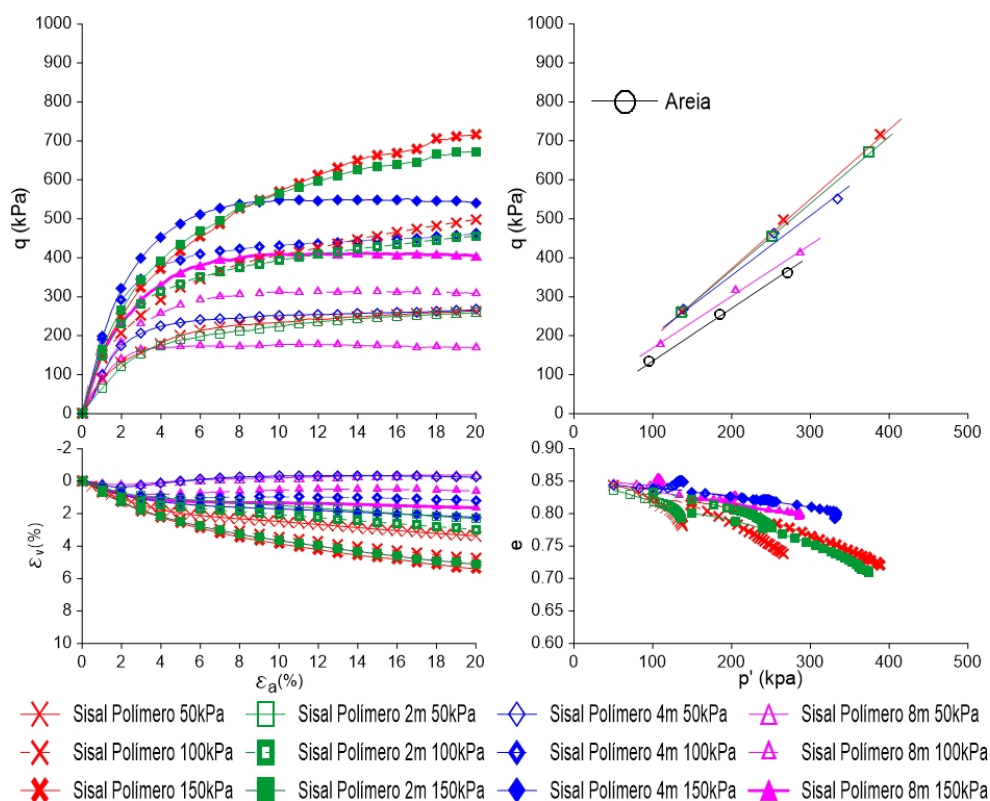 1000
900
800
700
600
500
400
300
200
100
0
q (kPa)
0 2 4 6 8 10 12 14 16 18 20
1000
900
800
700
600
500
400
300
200
100
0
q (kPa)
Areia
0 100 200 300 400 500
-2
0
2
4
6
8
10
εv(%)
0 2 4 6 8 10 12 14 16 18 20
εa(%)
0.90
0.85
0.80
0.75
0.70
0.65
0.60
e
0 100 200 300 400 500
p' (kpa)
Sisal Polímero 50kPa Sisal Polímero 2m 50kPa Sisal Polímero 4m 50kPa Sisal Polímero 8m 50kPa
Sisal Polímero 100kPa Sisal Polímero 2m 100kPa Sisal Polímero 4m 100kPa Sisal Polímero 8m 100kPa
Sisal Polímero 150kPa Sisal Polímero 2m 150kPa Sisal Polímero 4m 150kPa Sisal Polímero 8m 150kPa